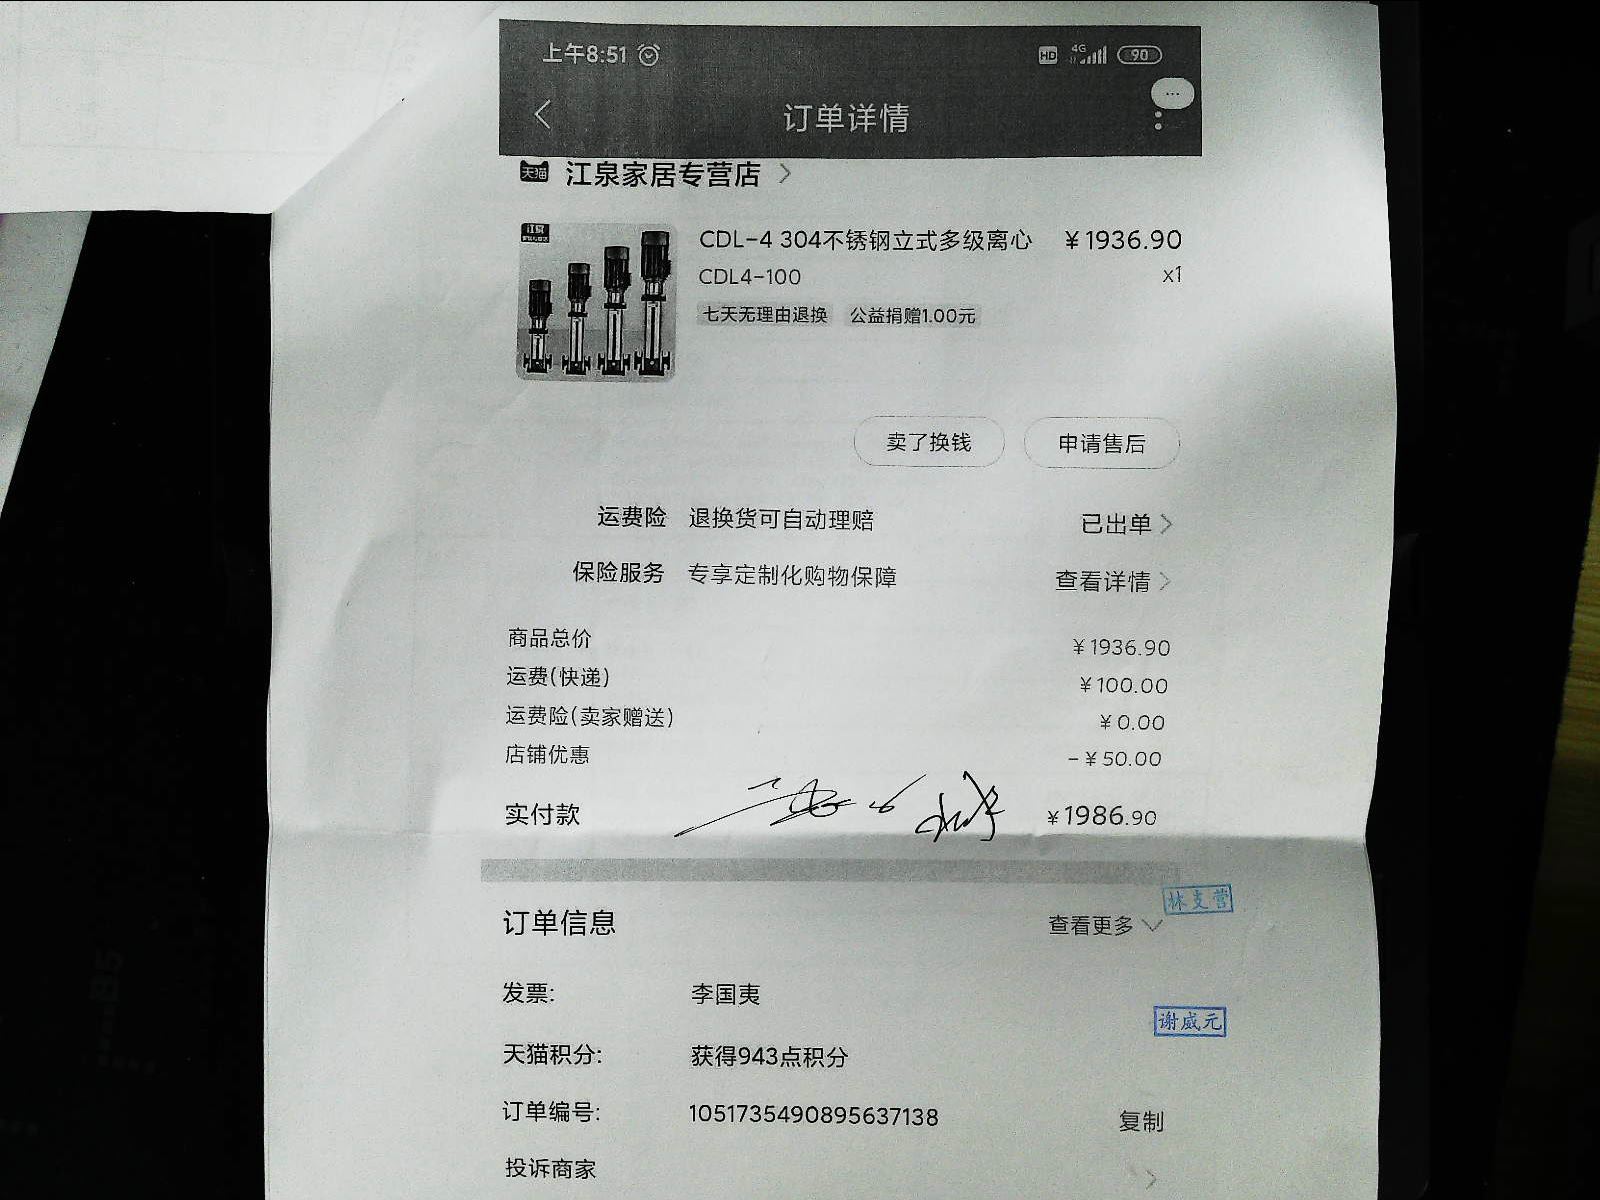 上午8:51
HD 4G 90
订单详情
天猫 江泉家居专营店
CDL-4 304不锈钢立式多级离心 ￥1936.90
CDL4-100 x1
七天无理由退换 公益捐赠1.00元
卖了换钱 申请售后
运费险 退换货可自动理赔 已出单
保险服务 专享定制化购物保障 查看详情
商品总价 ￥1936.90
运费(快递) ￥100.00
运费险(卖家赠送) ￥0.00
店铺优惠 -￥50.00
实付款 ￥1986.90
林支营
订单信息 查看更多
发票: 李国夷
谢威元
天猫积分: 获得943点积分
订单编号: 1051735490895637138 复制
投诉商家